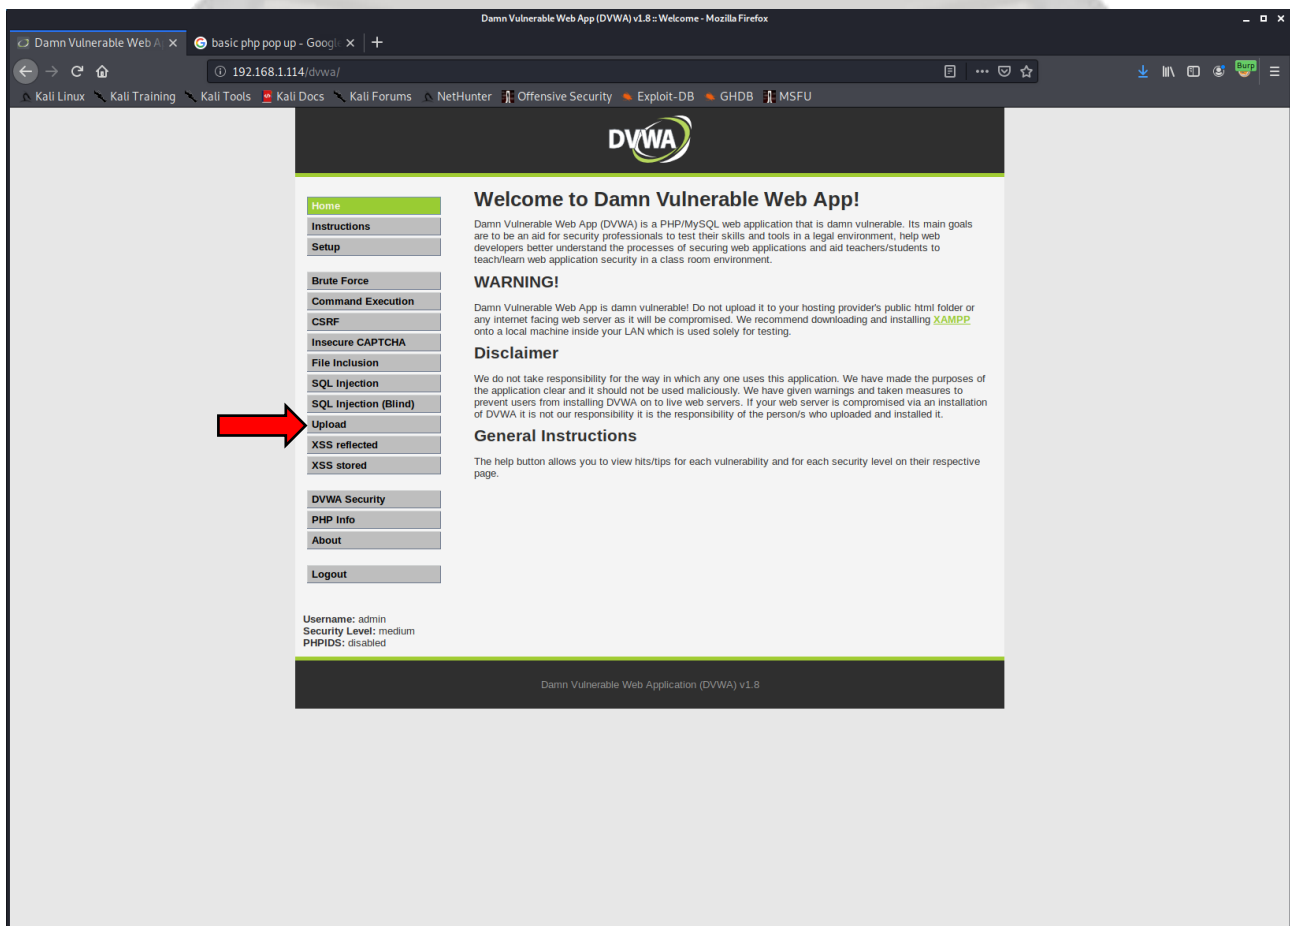 Damn Vulnerable Web App (DVWA) v1.8 :: Welcome - Mozilla Firefox
Damn Vulnerable Web A
basic php pop up - Googl
192.168.1.114/dvwa/
Burp
Kali Linux Kali Training Kali Tools Kali Docs Kali Forums NetHunter Offensive Security Exploit-DB GHDB MSFU
DVWA
Home
Instructions
Setup
Brute Force
Command Execution
CSRF
Insecure CAPTCHA
File Inclusion
SQL Injection
SQL Injection (Blind)
Upload
XSS reflected
XSS stored
DVWA Security
PHP Info
About
Logout
Username: admin
Security Level: medium
PHPIDS: disabled
Welcome to Damn Vulnerable Web App!
Damn Vulnerable Web App (DVWA) is a PHP/MySQL web application that is damn vulnerable. Its main goals
are to be an aid for security professionals to test their skills and tools in a legal environment, help web
developers better understand the processes of securing web applications and aid teachers/students to
teach/learn web application security in a class room environment.
WARNING!
Damn Vulnerable Web App is damn vulnerable! Do not upload it to your hosting provider's public html folder or
any internet facing web server as it will be compromised. We recommend downloading and installing XAMPP
onto a local machine inside your LAN which is used solely for testing.
Disclaimer
We do not take responsibility for the way in which any one uses this application. We have made the purposes of
the application clear and it should not be used maliciously. We have given warnings and taken measures to
prevent users from installing DVWA on to live web servers. If your web server is compromised via an installation
of DVWA it is not our responsibility it is the responsibility of the person/s who uploaded and installed it.
General Instructions
The help button allows you to view hits/tips for each vulnerability and for each security level on their respective
page.
Damn Vulnerable Web Application (DVWA) v1.8